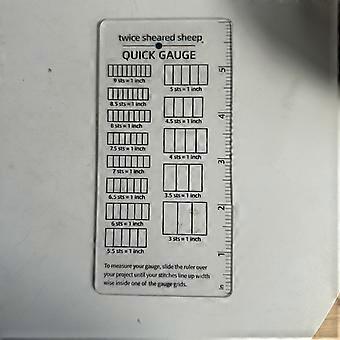 twice sheared sheep
QUICK GAUGE
9 sts = 1 inch
8.5 sts = 1 inch
8 sts = 1 inch
7.5 sts = 1 inch
7 sts = 1 inch
6.5 sts = 1 inch
6 sts = 1 inch
5.5 sts = 1 inch
5 sts = 1 inch
4.5 sts = 1 inch
4 sts = 1 inch
3.5 sts = 1 inch
3 sts = 1 inch
5
4
3
2
1
in
To measure your gauge, slide the ruler over
your project until your stitches line up width
wise inside one of the gauge grids.